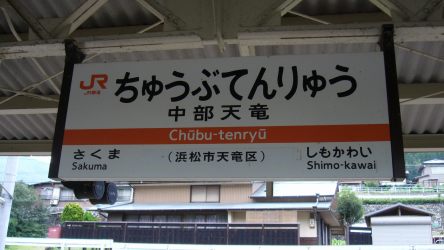 JR
JR東海
ちゅうぶてんりゅう
中部天竜
Chūbu-tenryū
さくま
Sakuma
(浜松市天竜区)
しもかわい
Shimo-kawai